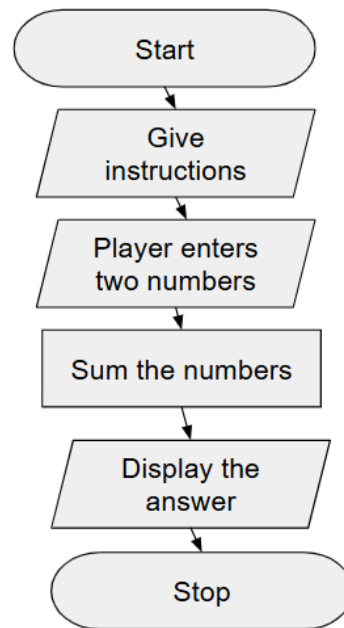 Start
Give
instructions
Player enters
two numbers
Sum the numbers
Display the
answer
Stop